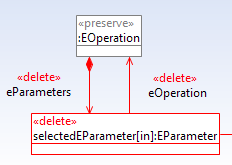 «preserve»
:EOperation
«delete»
eParameters
«delete»
eOperation
«delete»
selectedEParameter[in]:EParameter